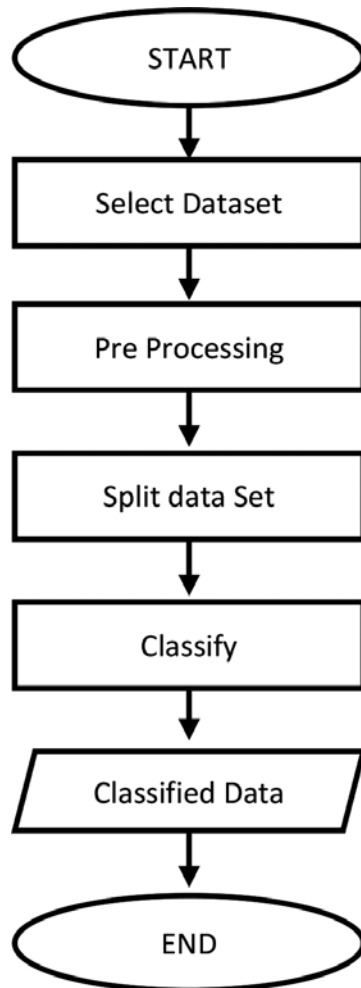 START
Select Dataset
Pre Processing
Split data Set
Classify
Classified Data
END